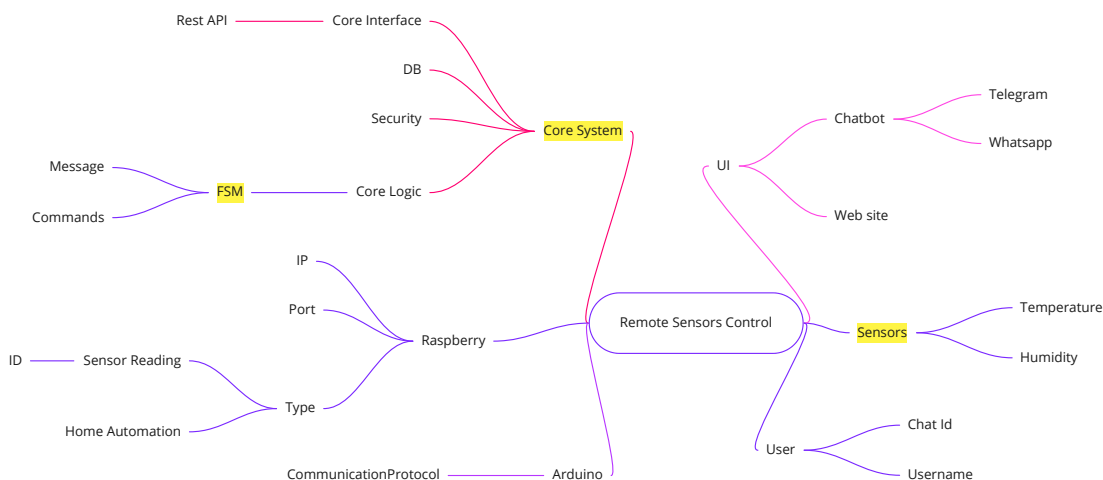 Rest API
Core Interface
DB
Security
Core System
Message
FSM
Core Logic
Commands
IP
Port
Raspberry
ID
Sensor Reading
Type
Home Automation
CommunicationProtocol
Arduino
Remote Sensors Control
UI
Chatbot
Telegram
Whatsapp
Web site
Sensors
Temperature
Humidity
User
Chat Id
Username